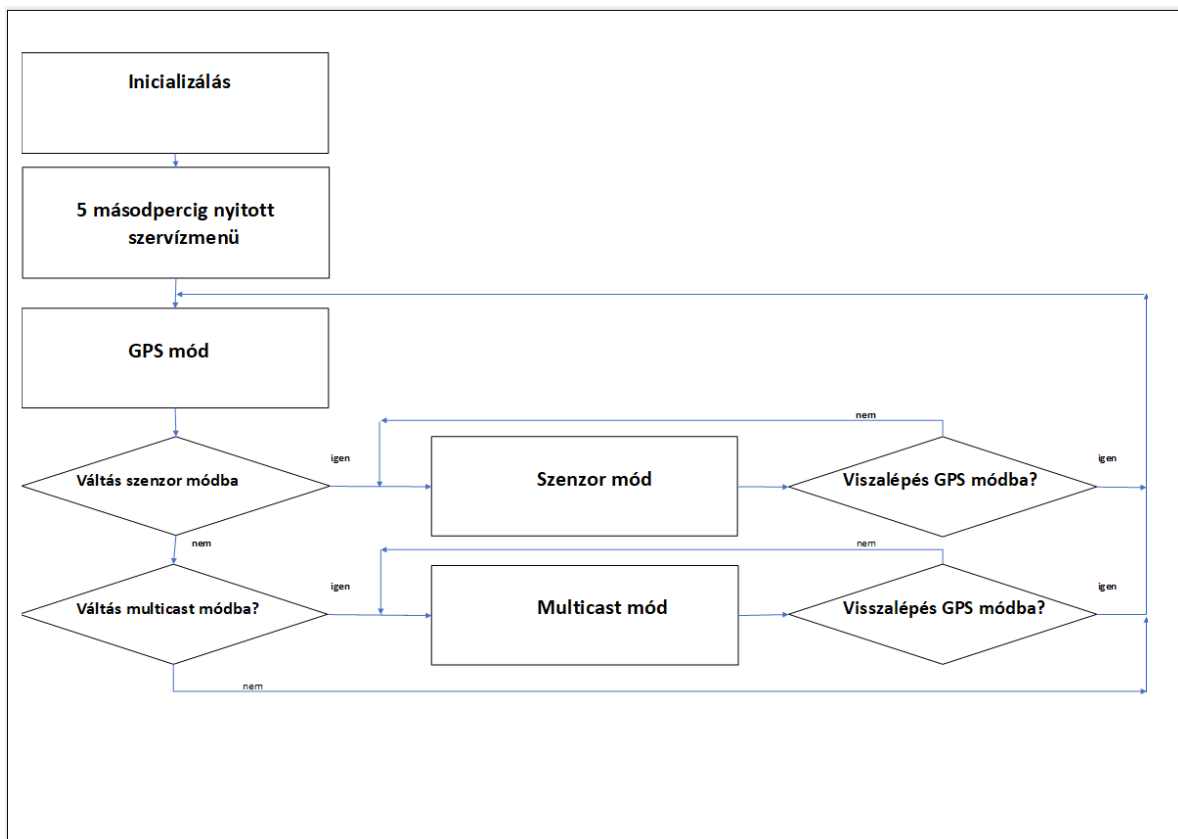 Inicializálás
5 másodpercig nyitott
szervízmenü
GPS mód
nem
Váltás szenzor módba
igen
Szenzor mód
Viszalépés GPS módba?
igen
nem
nem
Váltás multicast módba?
igen
Multicast mód
Visszalépés GPS módba?
igen
nem